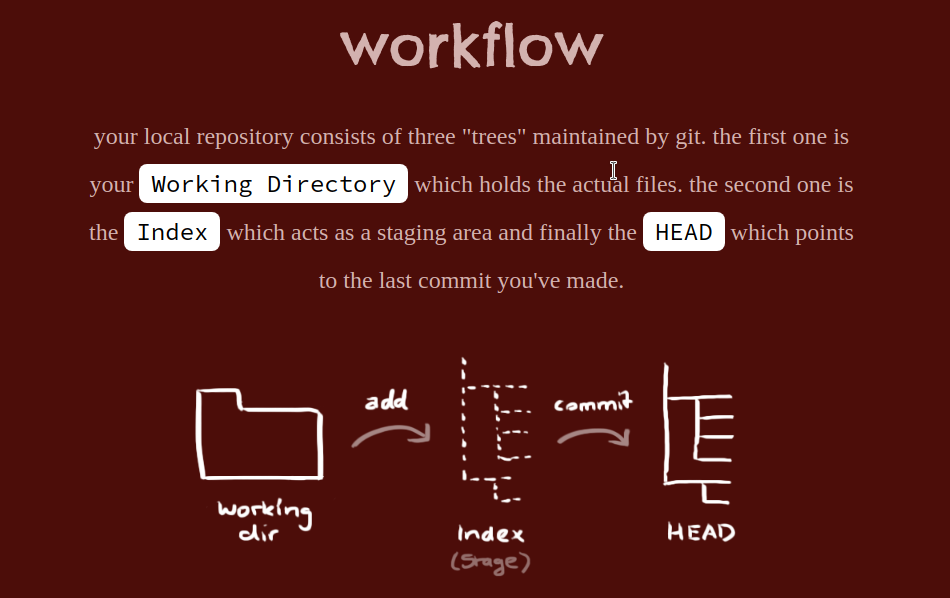 workflow
your local repository consists of three "trees" maintained by git. the first one is
your Working Directory which holds the actual files. the second one is
the Index which acts as a staging area and finally the HEAD which points
to the last commit you've made.
add
commit
working
dir
Index
(Stage)
HEAD